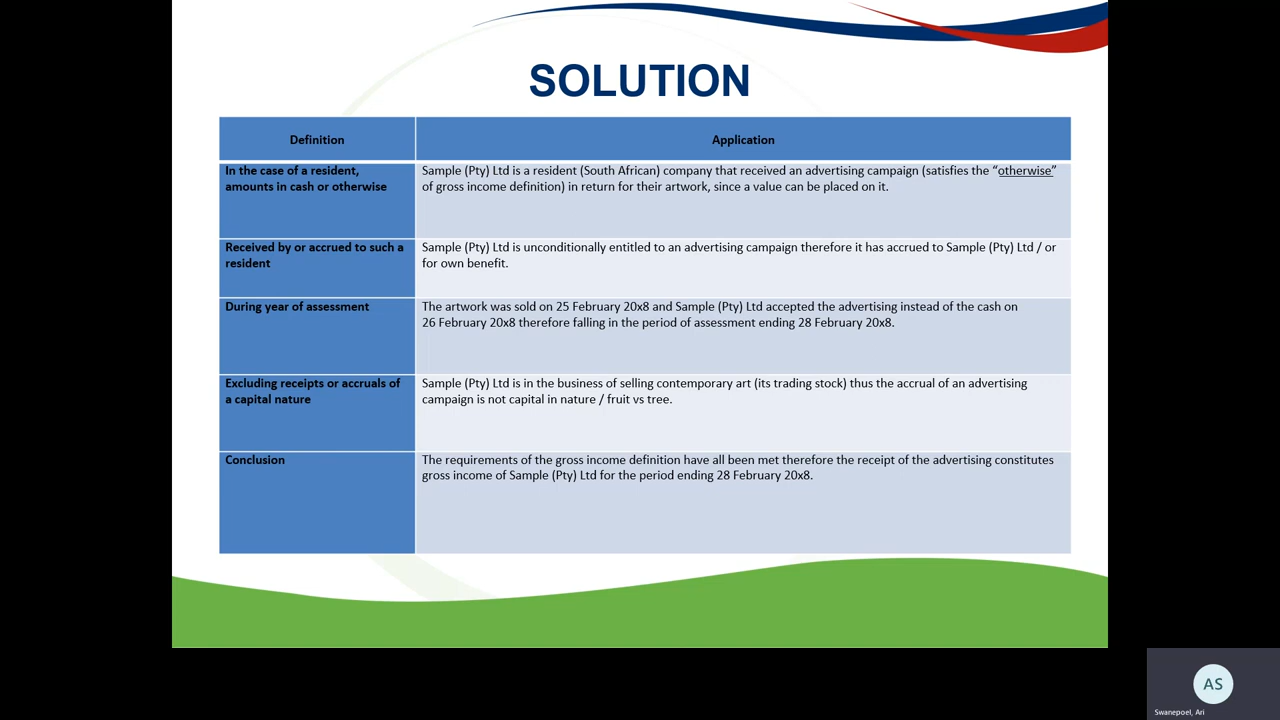 SOLUTION
Definition
Application
In the case of a resident,
amounts in cash or otherwise
Sample (Pty) Ltd is a resident (South African) company that received an advertising campaign (satisfies the “otherwise”
of gross income definition) in return for their artwork, since a value can be placed on it.
Received by or accrued to such a
resident
Sample (Pty) Ltd is unconditionally entitled to an advertising campaign therefore it has accrued to Sample (Pty) Ltd / or
for own benefit.
During year of assessment
The artwork was sold on 25 February 20x8 and Sample (Pty) Ltd accepted the advertising instead of the cash on
26 February 20x8 therefore falling in the period of assessment ending 28 February 20x8.
Excluding receipts or accruals of
a capital nature
Sample (Pty) Ltd is in the business of selling contemporary art (its trading stock) thus the accrual of an advertising
campaign is not capital in nature / fruit vs tree.
Conclusion
The requirements of the gross income definition have all been met therefore the receipt of the advertising constitutes
gross income of Sample (Pty) Ltd for the period ending 28 February 20x8.
AS
Swanepoel, Ari